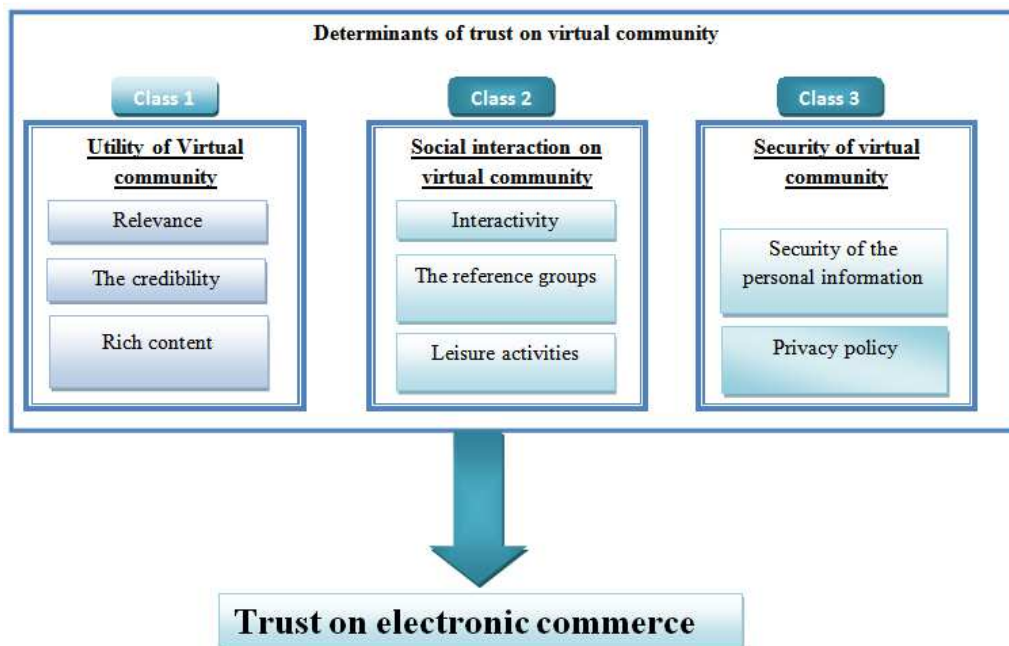 Determinants of trust on virtual community
Class 1
Utility of Virtual
community
Relevance
The credibility
Rich content
Class 2
Social interaction on
virtual community
Interactivity
The reference groups
Leisure activities
Class 3
Security of virtual
community
Security of the
personal information
Privacy policy
Trust on electronic commerce